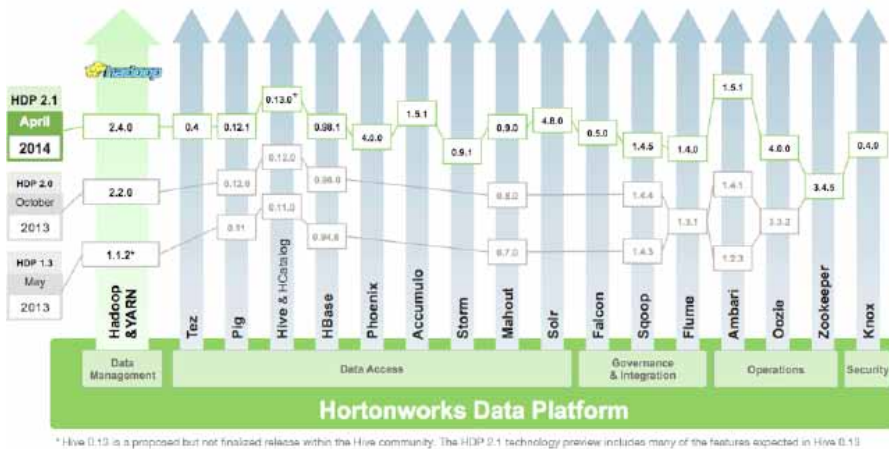 hadoop
HDP 2.1
April
2014
2.4.0
0.4
0.12.1
0.13.0*
0.98.1
4.0.0
1.5.1
0.9.1
0.9.0
4.8.0
0.5.0
1.4.5
1.4.0
1.5.1
4.0.0
3.4.5
0.4.0
HDP 2.0
October
2013
2.2.0
0.12.0
0.12.0
0.96.0
0.8.0
1.4.4
1.3.1
1.4.1
3.3.2
HDP 1.3
May
2013
1.1.2*
0.11
0.11.0
0.94.6
0.7.0
1.4.3
1.2.3
Hadoop
&YARN
Tez
Pig
Hive & HCatalog
HBase
Phoenix
Accumulo
Storm
Mahout
Solr
Falcon
Sqoop
Flume
Ambari
Oozie
Zookeeper
Knox
Data
Management
Data Access
Governance
& Integration
Operations
Security
Hortonworks Data Platform
* Hive 0.13 is a proposed but not finalized release within the Hive community. The HDP 2.1 technology preview includes many of the features expected in Hive 0.13